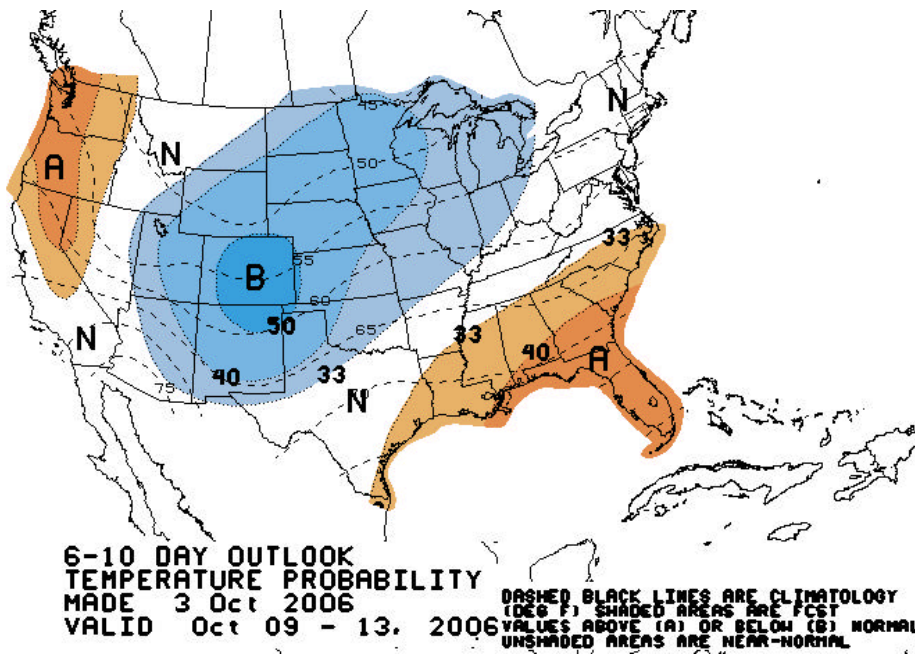 N
45
A
N
50
B
55
33
60
N
50
65
33
40
A
75
40
33
N
6-10 DAY OUTLOOK
TEMPERATURE PROBABILITY
MADE 3 Oct 2006
VALID Oct 09 - 13, 2006
DASHED BLACK LINES ARE CLIMATOLOGY
(DEG F) SHADED AREAS ARE FCST
VALUES ABOVE (A) OR BELOW (B) NORMAL
UNSHADED AREAS ARE NEAR-NORMAL